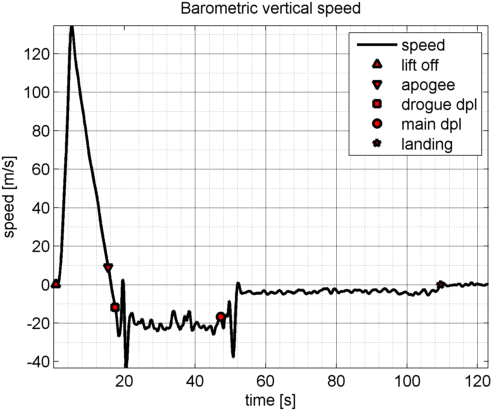 Barometric vertical speed
speed [m/s]
120
100
80
60
40
20
0
-20
-40
speed
lift off
apogee
drogue dpl
main dpl
landing
20 40 60 80 100 120
time [s]